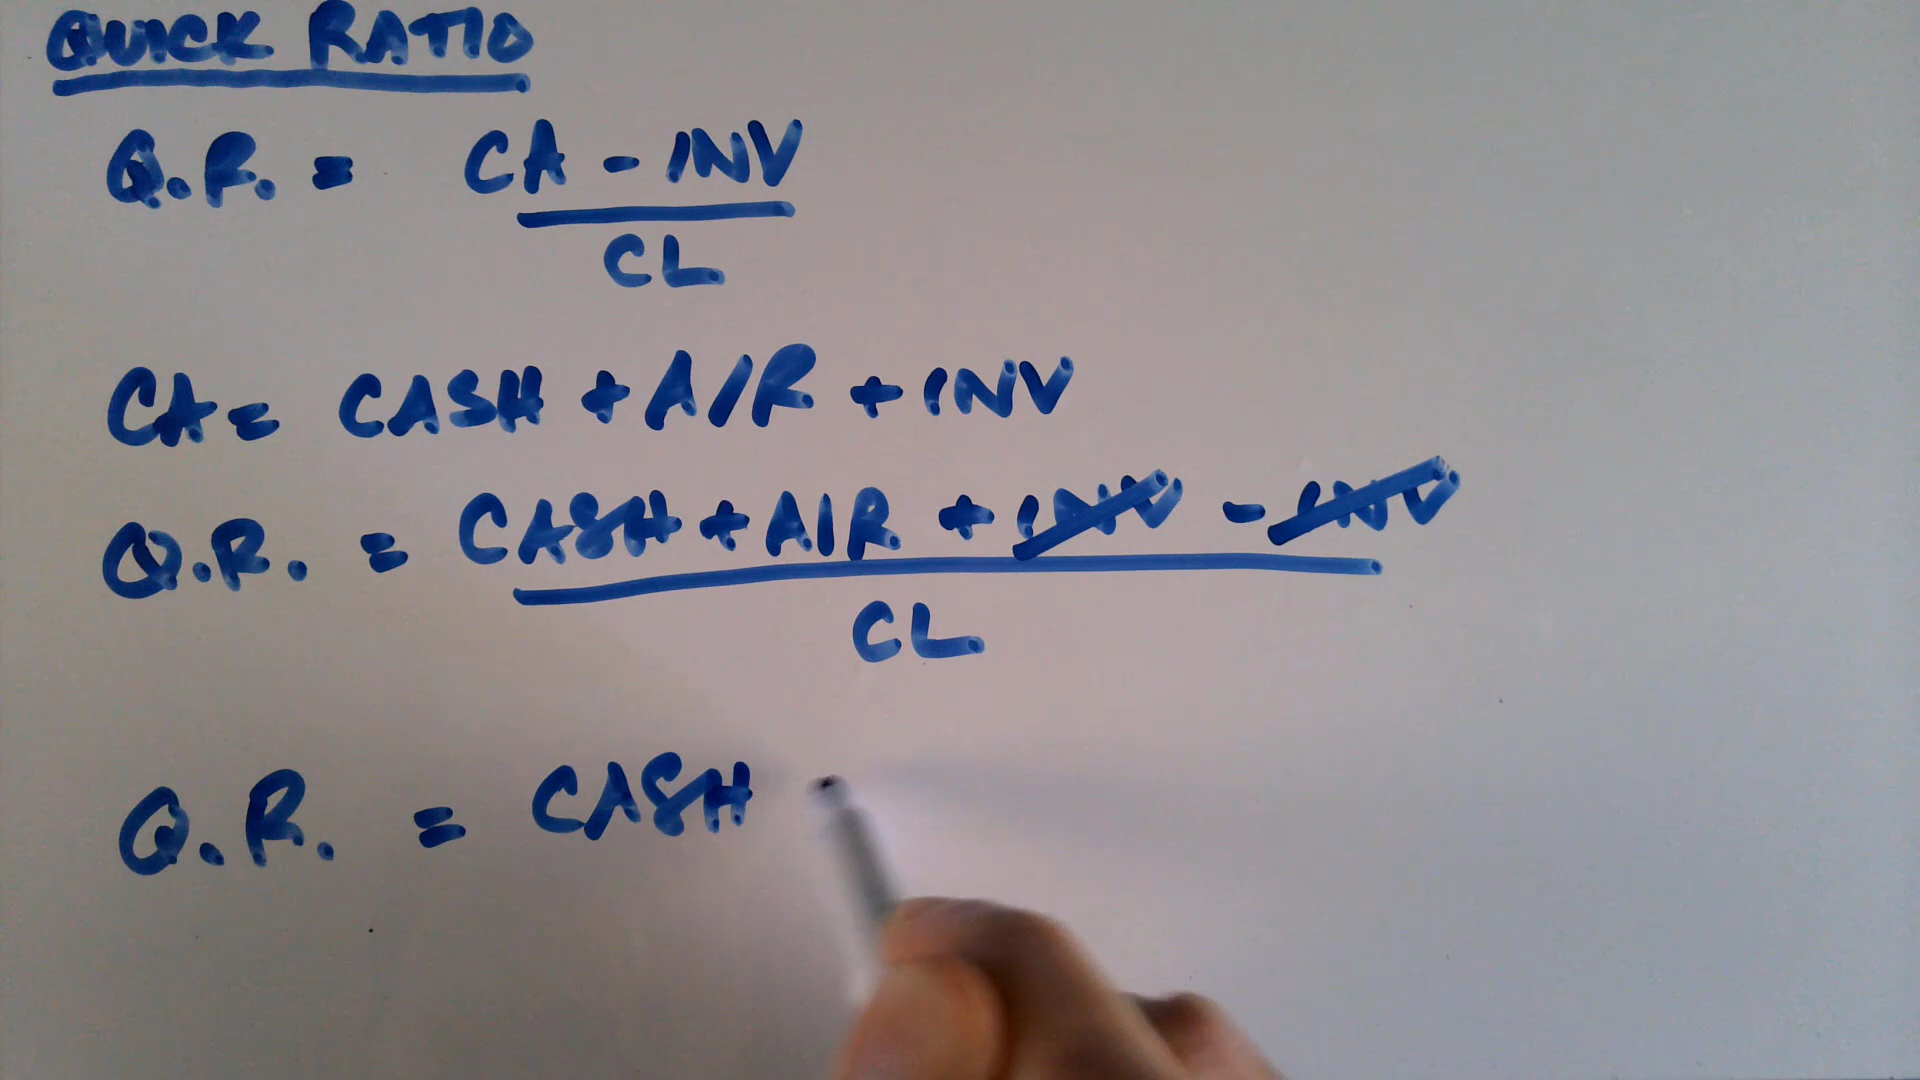 QUICK RATIO
Q.R. = CA - INV
CL
CA = CASH + A/R + INV
Q.R. = CASH + A/R + INV - INV
CL
Q.R. = CASH